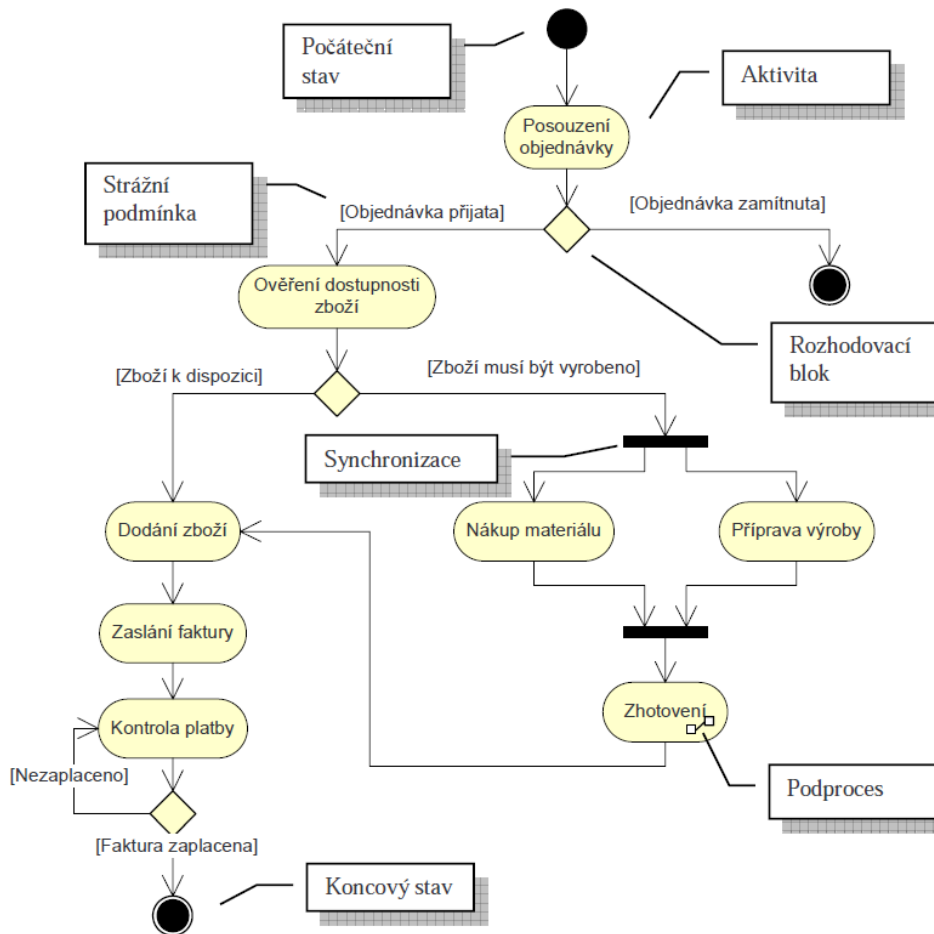 Počáteční
stav
Aktivita
Posouzení
objednávky
Strážní
podmínka
[Objednávka přijata]
[Objednávka zamítnuta]
Ověření dostupnosti
zboží
Rozhodovací
blok
[Zboží k dispozici]
[Zboží musí být vyrobeno]
Synchronizace
Dodání zboží
Nákup materiálu
Příprava výroby
Zaslání faktury
Zhotovení
Kontrola platby
[Nezaplaceno]
Podproces
[Faktura zaplacena]
Koncový stav